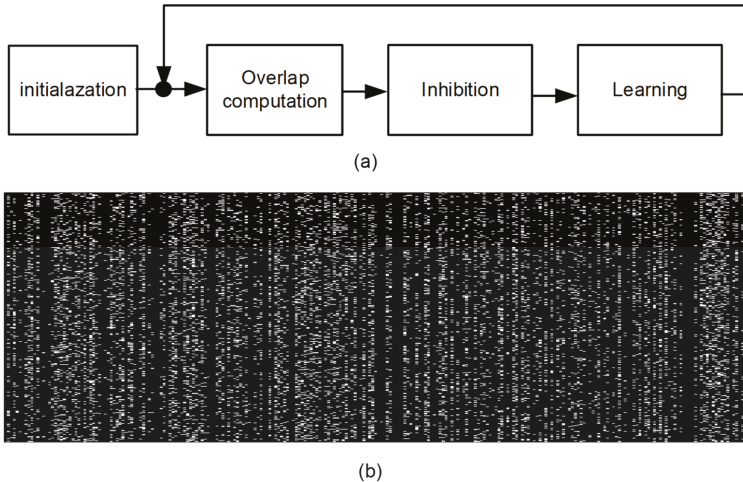 initialazation
Overlap
computation
Inhibition
Learning
(a)
(b)